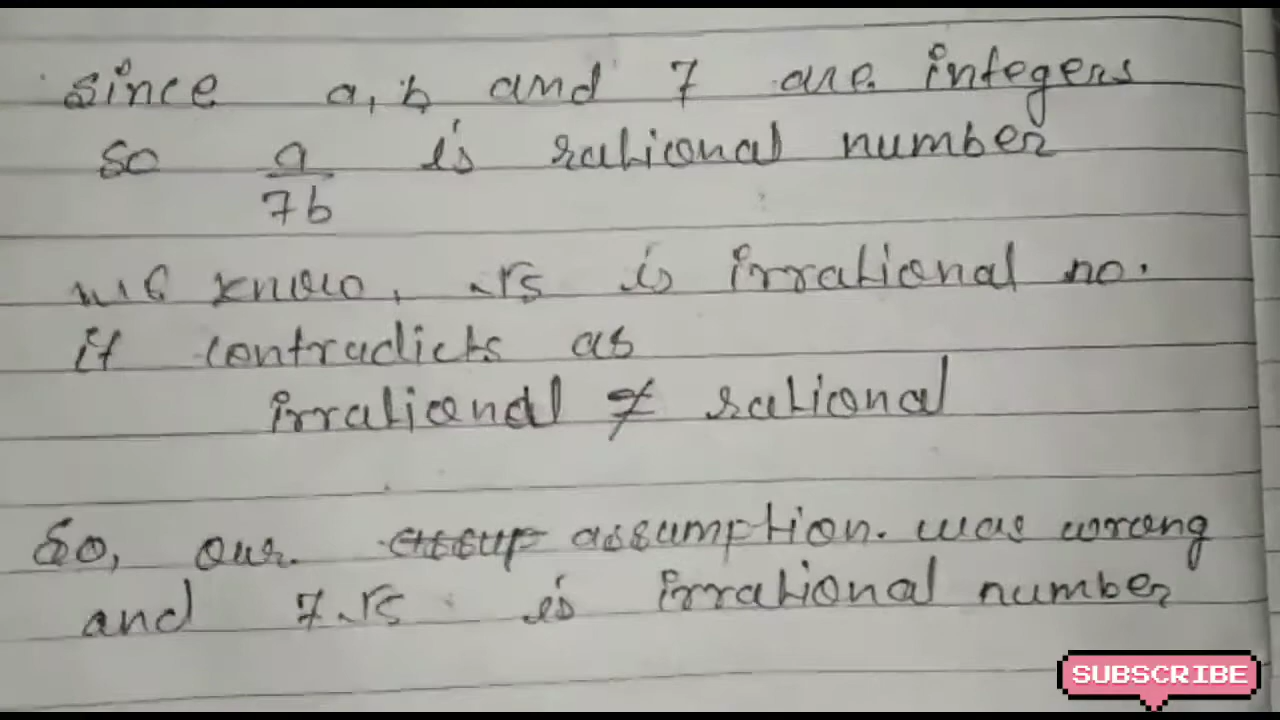 since a, b and 7 are integers
so a/7b is rational number
we know, √5 is irrational no.
it contradicts as
irrational ≠ rational
So, our assup assumption. was wrong
and 7√5 is irrational number
SUBSCRIBE